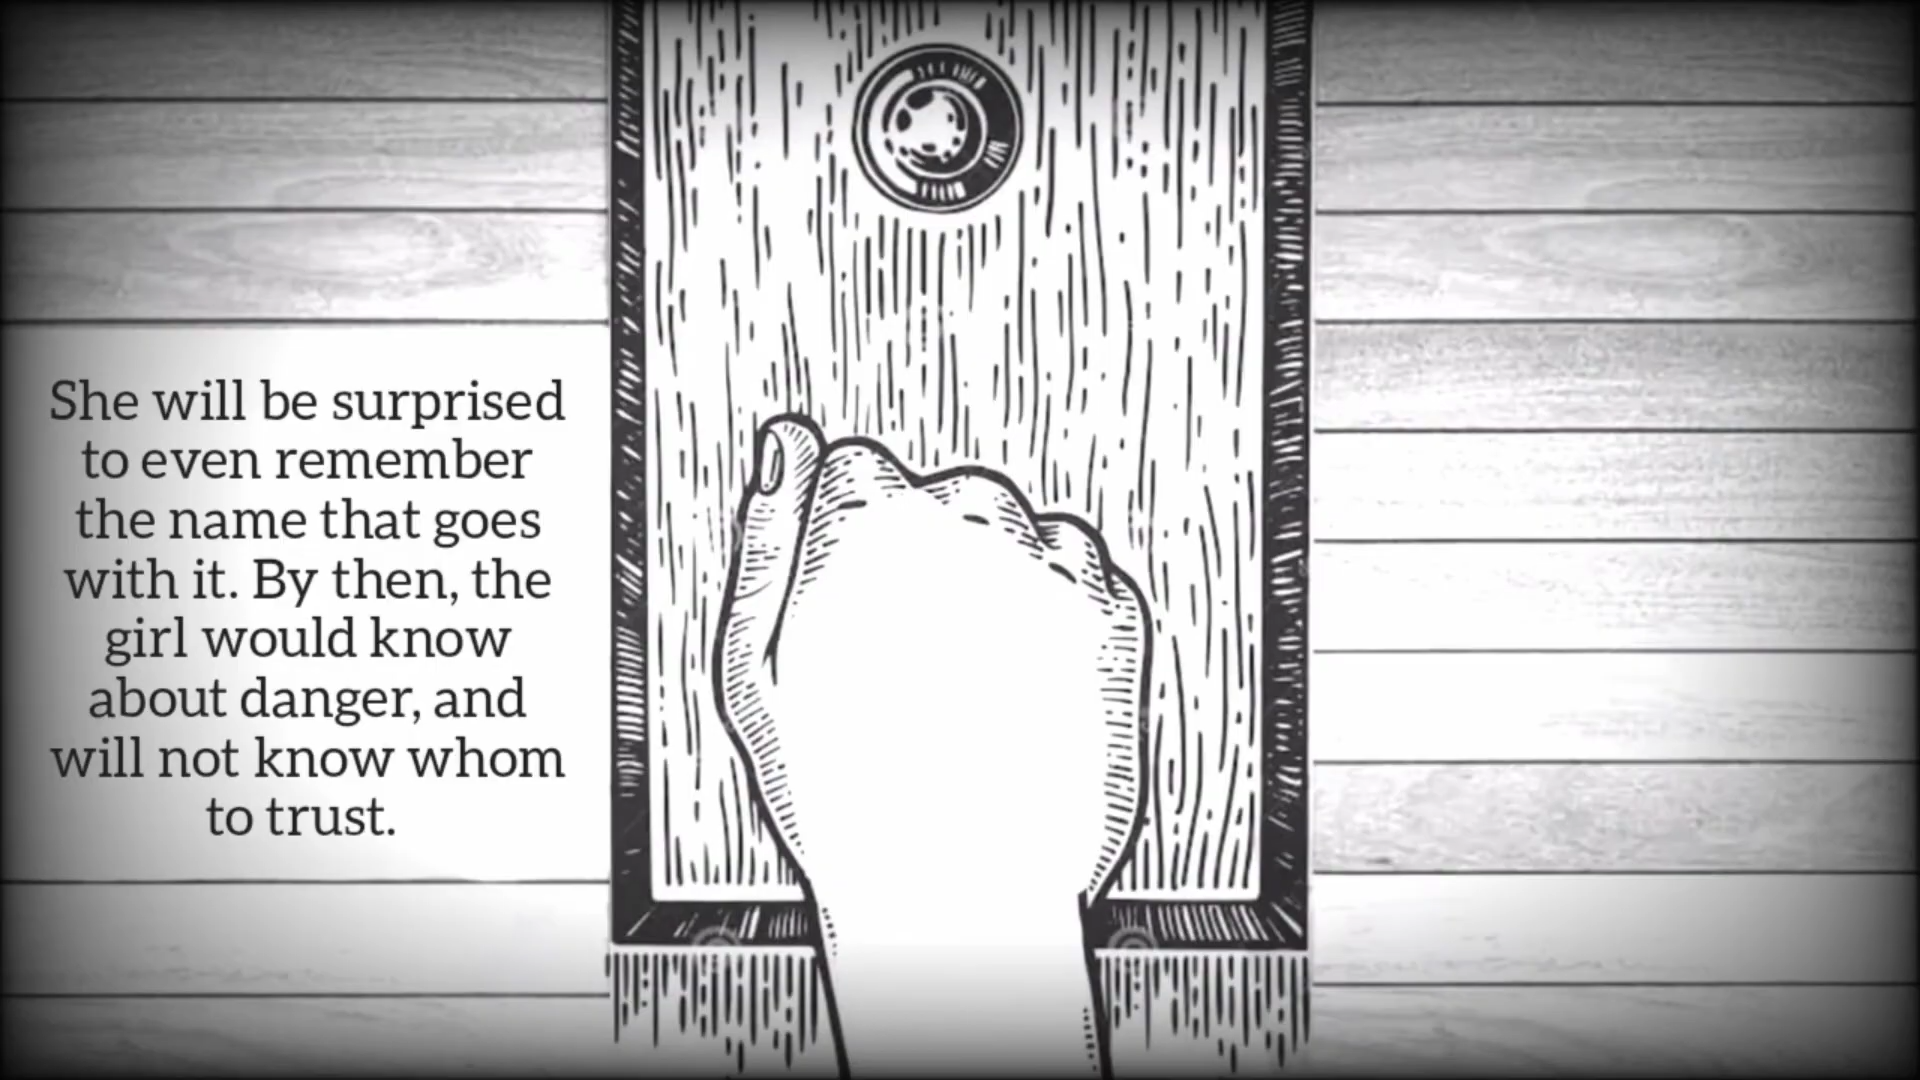 She will be surprised
to even remember
the name that goes
with it. By then, the
girl would know
about danger, and
will not know whom
to trust.